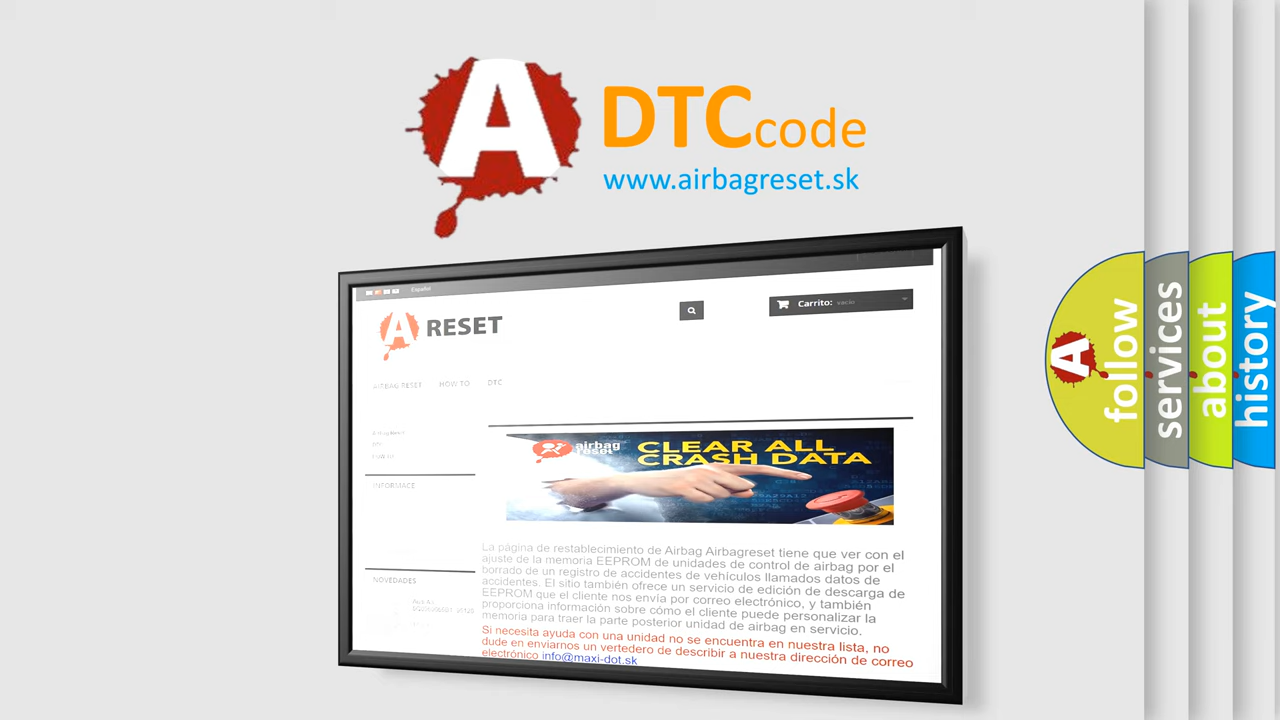 A DTCcode
www.airbagreset.sk
Español
A RESET
Carrito: vacío
AIRBAG RESET HOW TO DTC
INFORMACE
NOVEDADES
airbag
reset
CLEAR ALL
CRASH DATA
La página de restablecimiento de Airbag Airbagreset tiene que ver con el
ajuste de la memoria EEPROM de unidades de control de airbag por el
borrado de un registro de accidentes de vehículos llamados datos de
accidentes. El sitio también ofrece un servicio de edición de descarga de
EEPROM que el cliente nos envía por correo electrónico, y también
proporciona información sobre cómo el cliente puede personalizar la
memoria para traer la parte posterior unidad de airbag en servicio.
Si necesita ayuda con una unidad no se encuentra en nuestra lista, no
dude en enviarnos un vertedero de describir a nuestra dirección de correo
electrónico info@maxi-dot.sk
A
follow
services
about
history